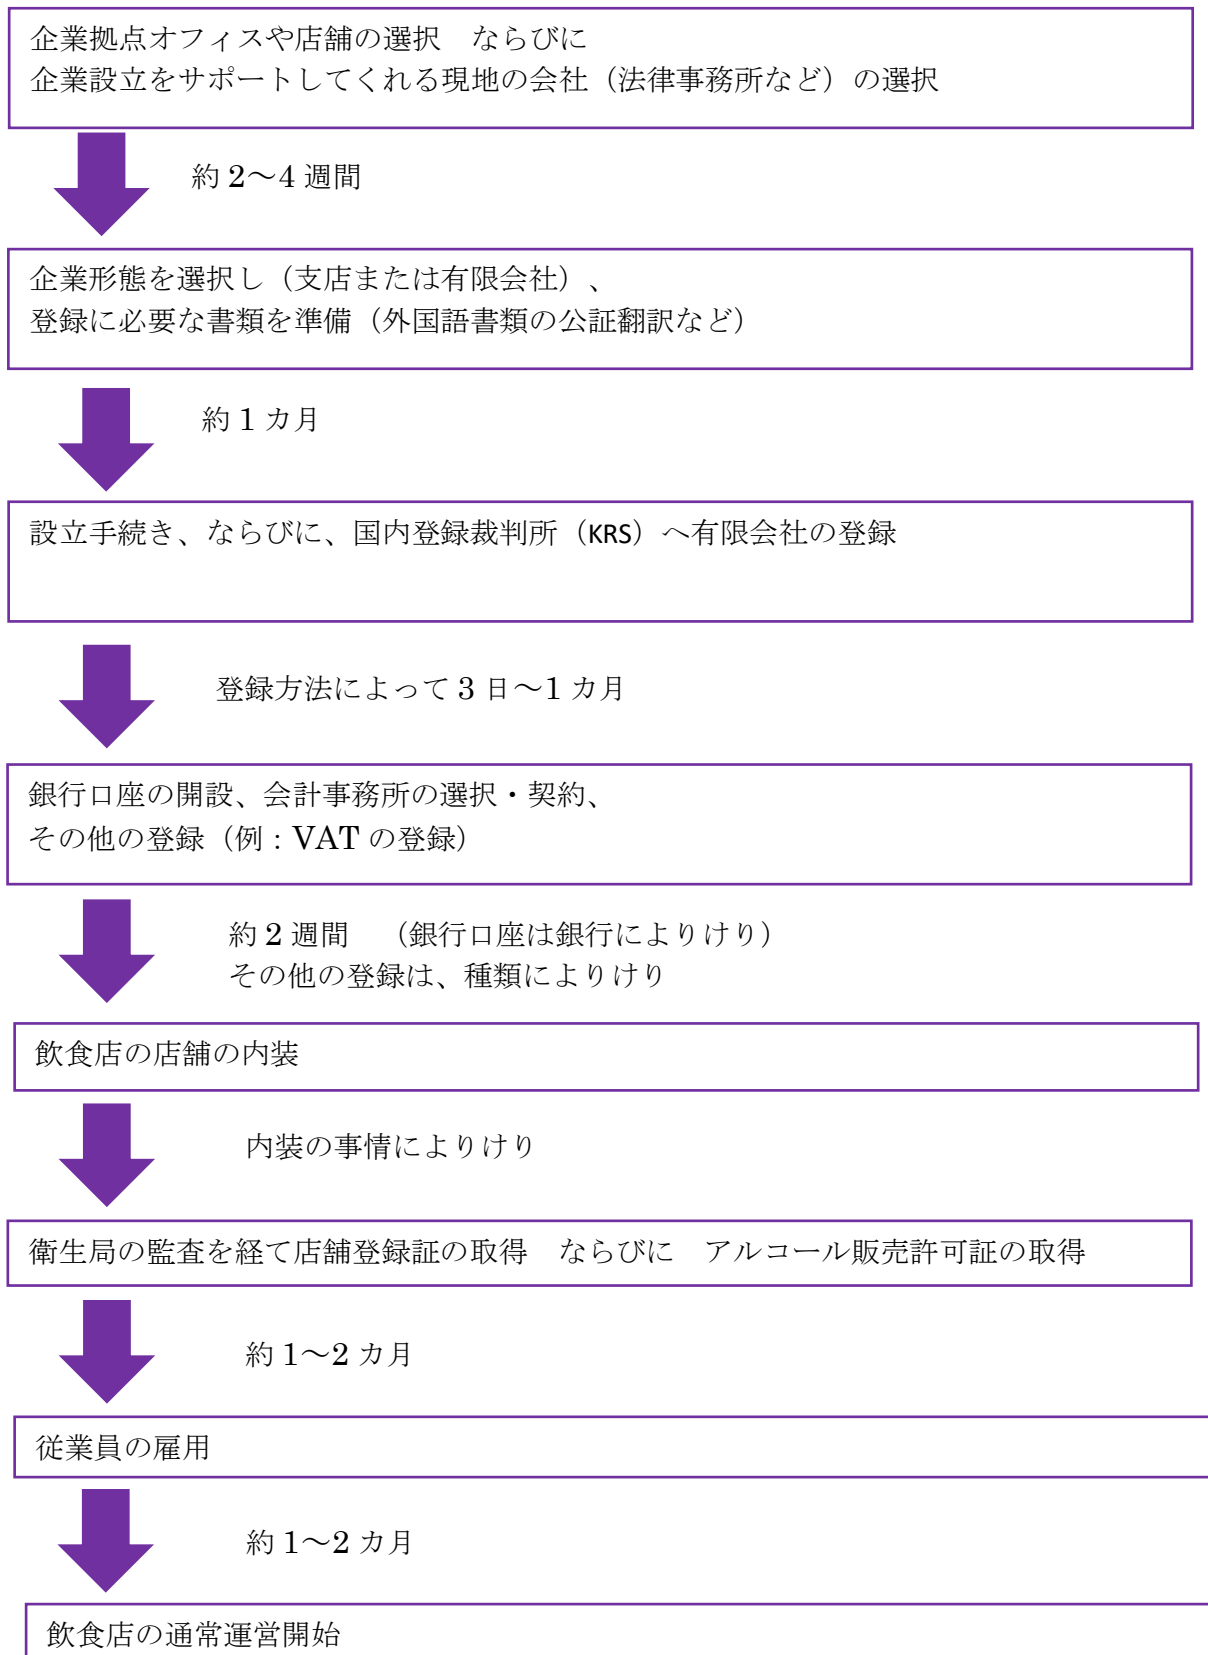 企業拠点オフィスや店舗の選択　ならびに
企業設立をサポートしてくれる現地の会社（法律事務所など）の選択
約 2～4 週間
企業形態を選択し（支店または有限会社）、
登録に必要な書類を準備（外国語書類の公証翻訳など）
約 1 カ月
設立手続き、ならびに、国内登録裁判所（KRS）へ有限会社の登録
登録方法によって 3 日～1 カ月
銀行口座の開設、会計事務所の選択・契約、
その他の登録（例：VAT の登録）
約 2 週間　（銀行口座は銀行によりけり）
その他の登録は、種類によりけり
飲食店の店舗の内装
内装の事情によりけり
衛生局の監査を経て店舗登録証の取得　ならびに　アルコール販売許可証の取得
約 1～2 カ月
従業員の雇用
約 1～2 カ月
飲食店の通常運営開始